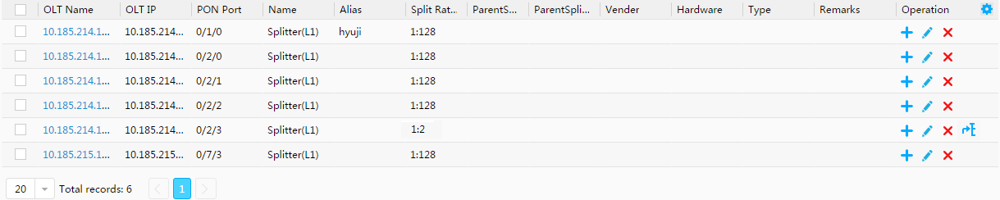 OLT Name OLT IP PON Port Name Alias Split Rat... ParentS... ParentSpli... Vender Hardware Type Remarks Operation
10.185.214.1... 10.185.214... 0/1/0 Splitter(L1) hyuji 1:128
10.185.214.1... 10.185.214... 0/2/0 Splitter(L1) 1:128
10.185.214.1... 10.185.214... 0/2/1 Splitter(L1) 1:128
10.185.214.1... 10.185.214... 0/2/2 Splitter(L1) 1:128
10.185.214.1... 10.185.214... 0/2/3 Splitter(L1) 1:2
10.185.215.1... 10.185.215... 0/7/3 Splitter(L1) 1:128
20 Total records: 6 1